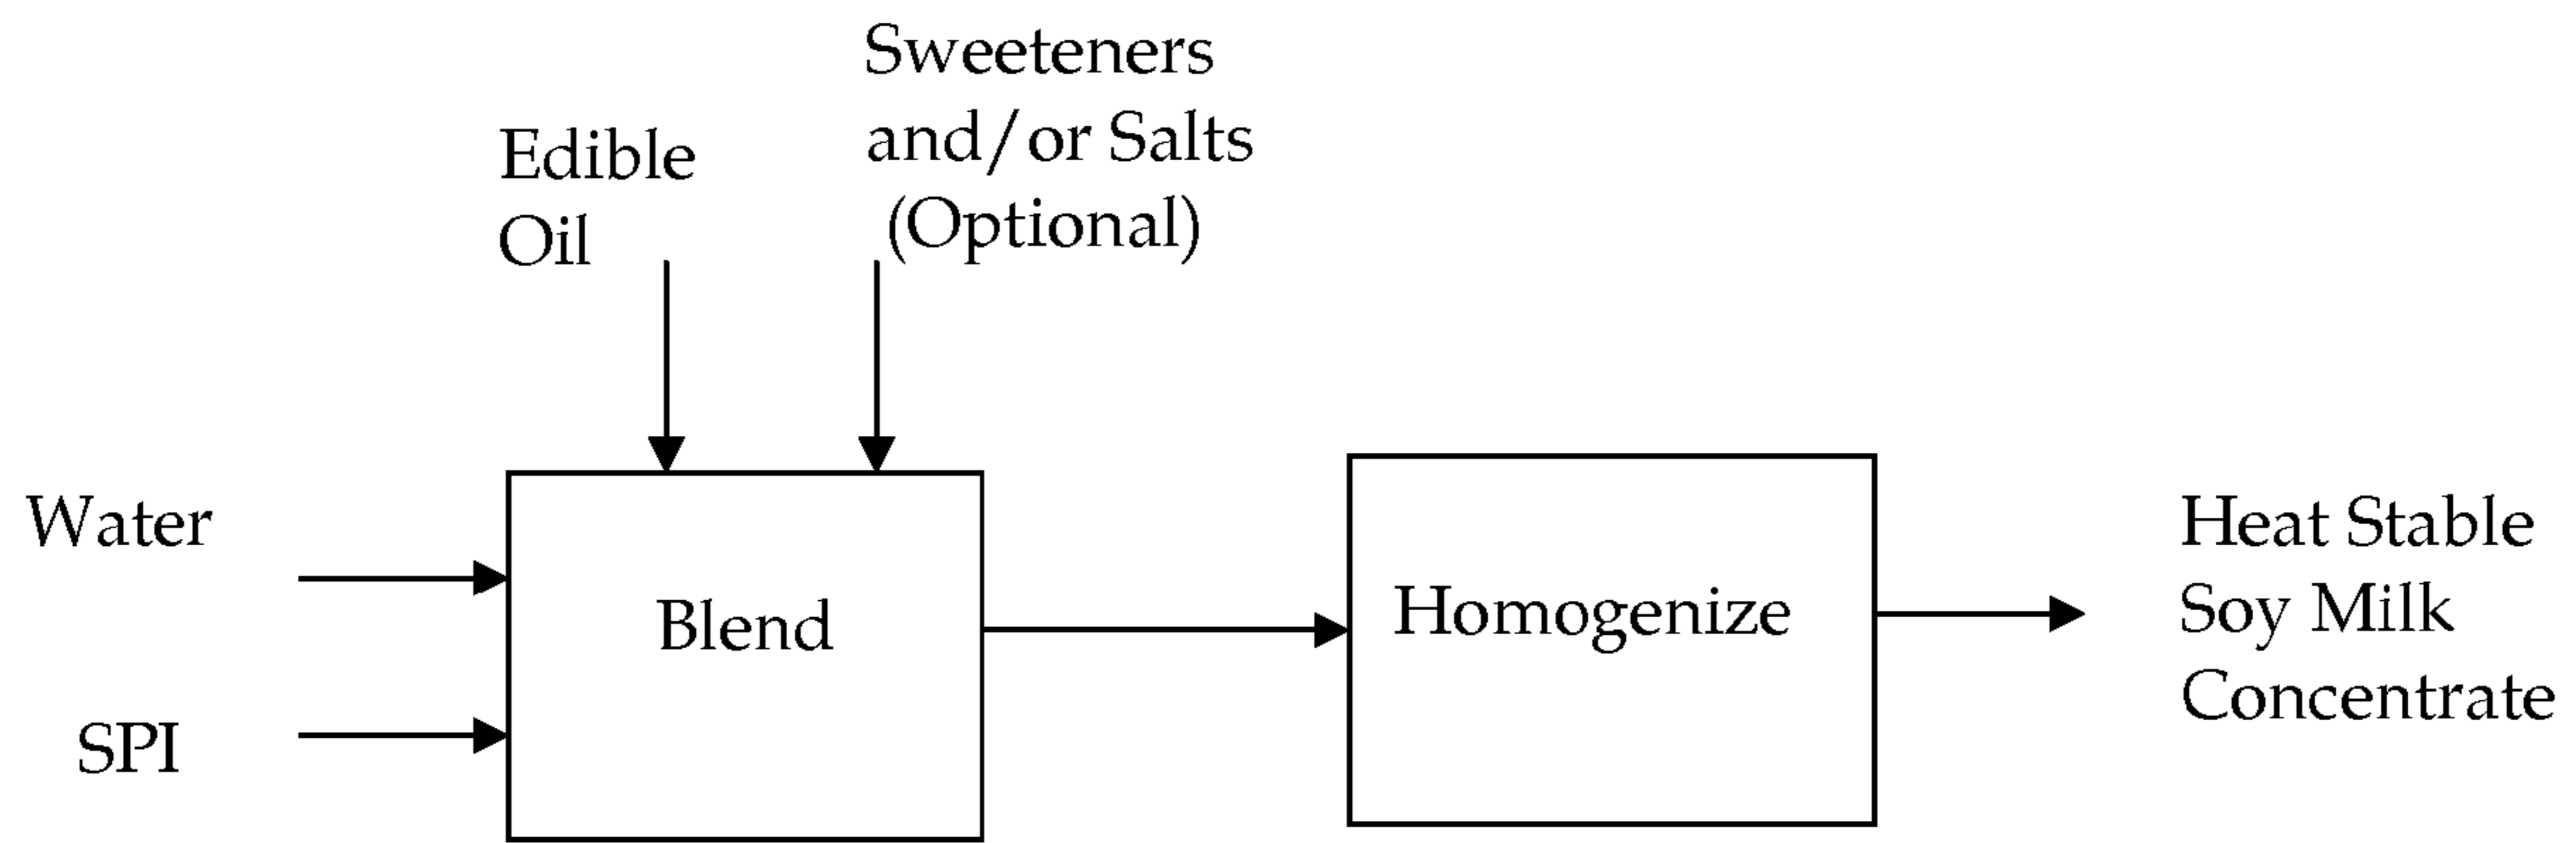 Sweeteners
and/or Salts
(Optional)
Edible
Oil
Water
SPI
Blend
Homogenize
Heat Stable
Soy Milk
Concentrate